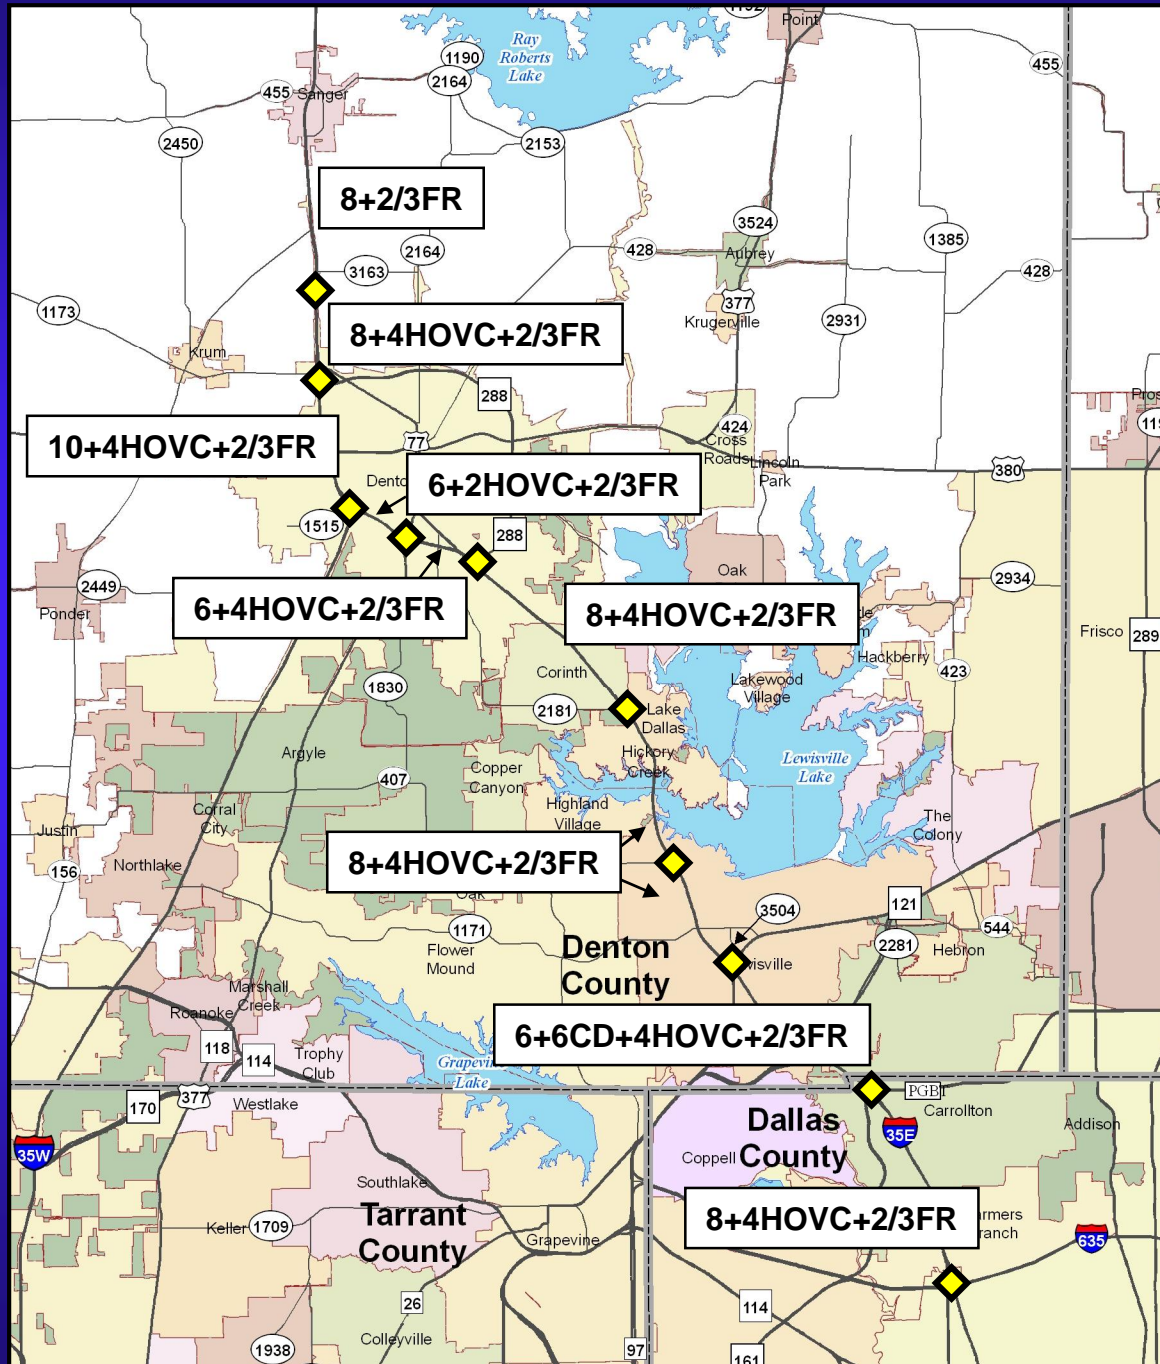 Point
Ray
Roberts
Lake
1190
455
2164
455
Sanger
2450
2153
8+2/3FR
3524
2164
428
Aubrey
1385
3163
428
377
1173
Krugerville
2931
8+4HOVC+2/3FR
Krum
288
424
77
10+4HOVC+2/3FR
Cross
Roads
Lincoln
Park
380
6+2HOVC+2/3FR
1515
288
Oak
2934
2449
6+4HOVC+2/3FR
8+4HOVC+2/3FR
Ponder
Frisco
289
Hackberry
423
Corinth
Lakewood
Village
1830
2181
Lake
Dallas
Argyle
Hickory
Creek
Lewisville
Lake
Copper
Canyon
407
Highland
Village
Corral
City
The
Colony
Justin
8+4HOVC+2/3FR
Northlake
156
Oak
121
3504
1171
544
Flower
Mound
Denton
County
2281
Hebron
Marshall
Creek
Roanoke
6+6CD+4HOVC+2/3FR
118
114
Trophy
Club
Lake
377
PGBT
170
Westlake
Carrollton
Dallas
County
35E
Addison
35W
Coppell
Southlake
8+4HOVC+2/3FR
Tarrant
County
Keller
1709
Grapevine
635
26
114
Colleyville
1938
97
161